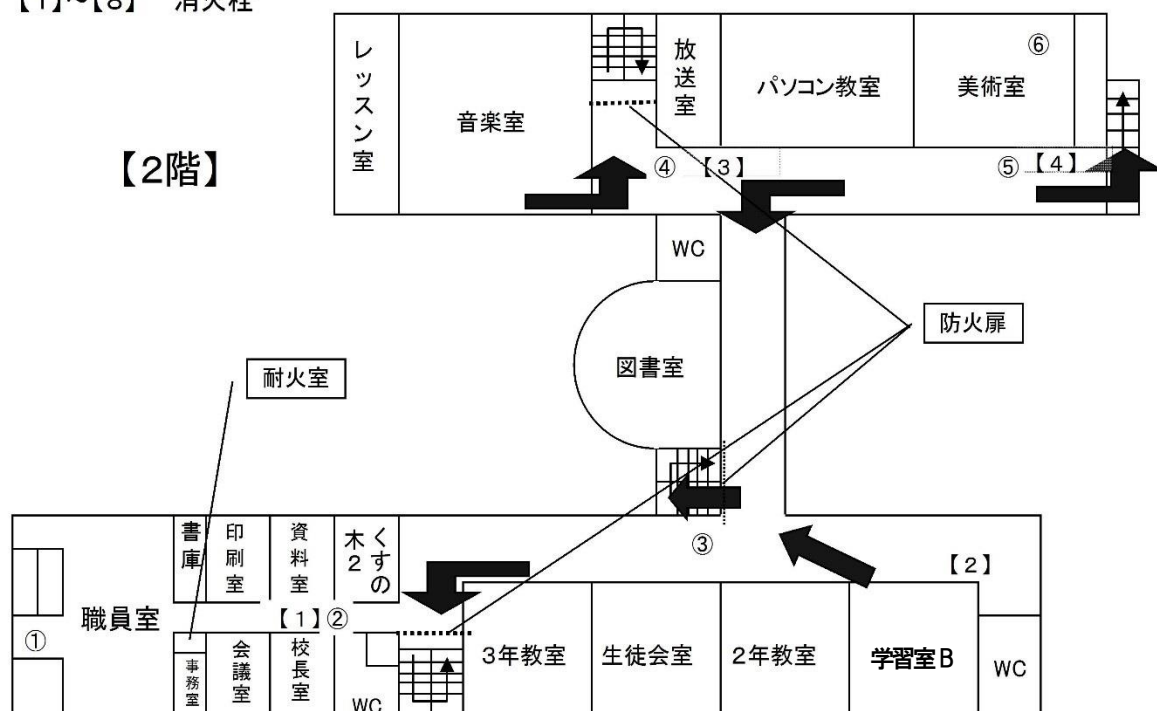 【1】~【8】 消火栓
【2階】
レッスン室
音楽室
放送室
パソコン教室
美術室
⑥
④
【3】
⑤
【4】
WC
図書室
防火扉
耐火室
③
【2】
書庫
印刷室
資料室
くすの木2
職員室
①
【1】
②
事務室
会議室
校長室
WC
3年教室
生徒会室
2年教室
学習室B
WC